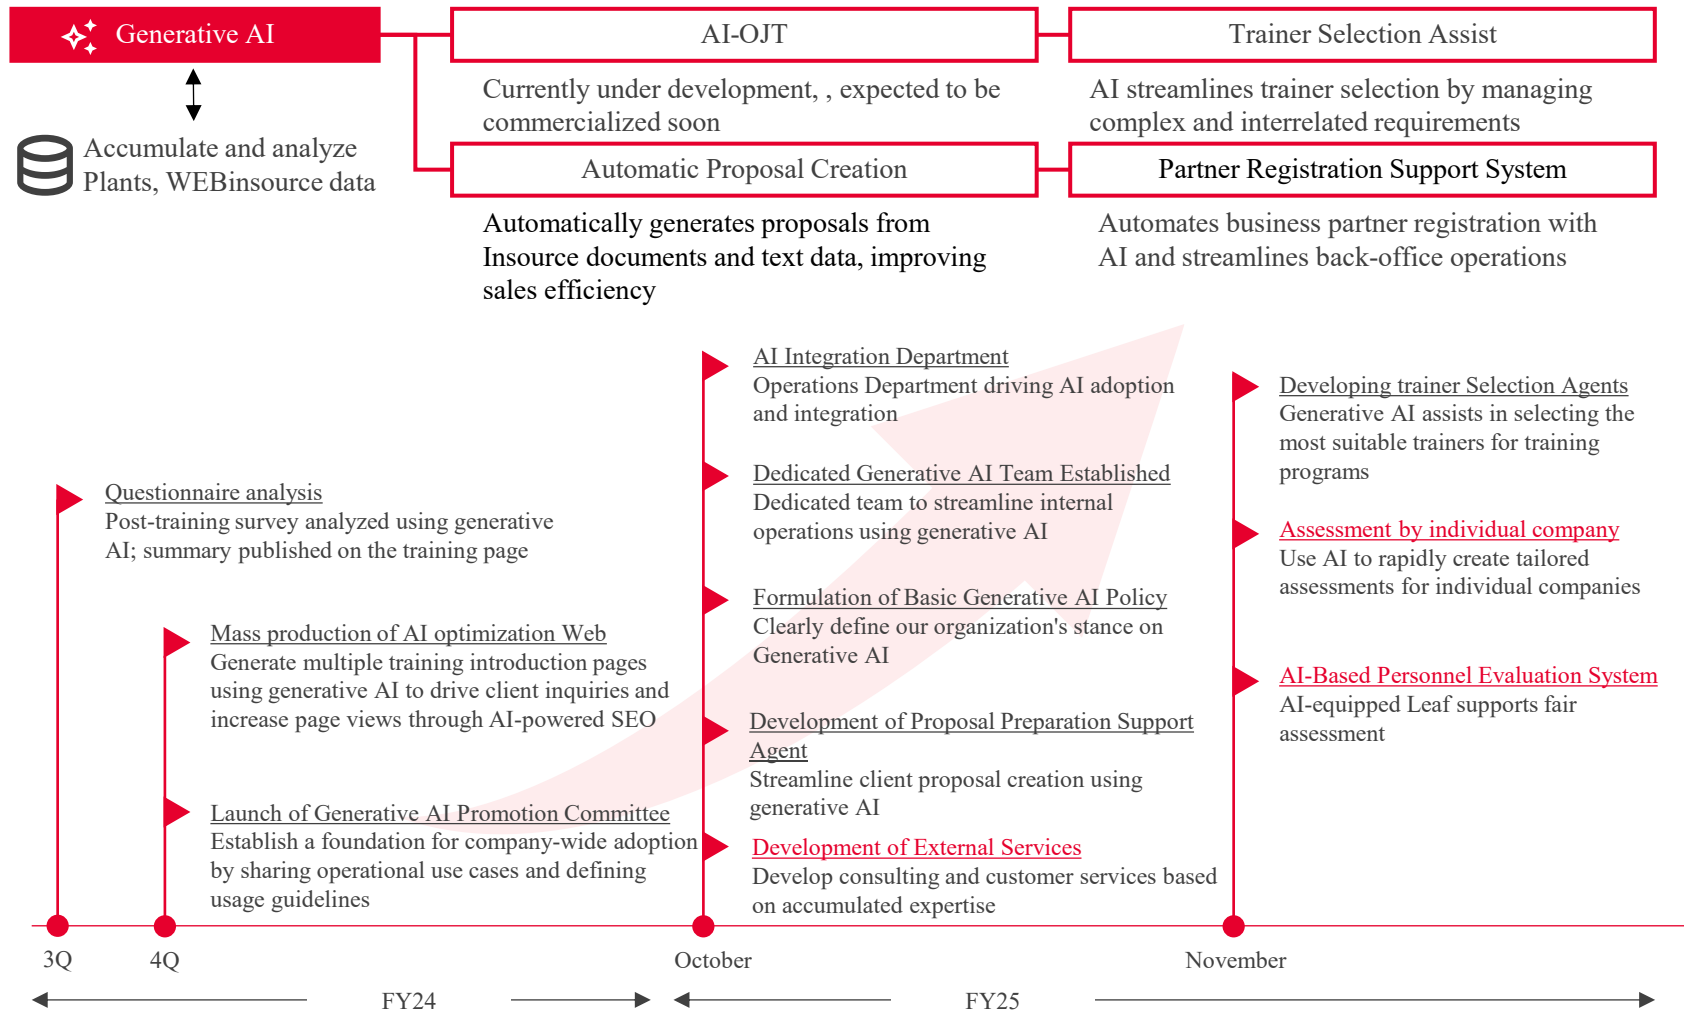 Generative AI
Accumulate and analyze
Plants, WEBinsource data
AI-OJT
Currently under development, , expected to be
commercialized soon
Trainer Selection Assist
AI streamlines trainer selection by managing
complex and interrelated requirements
Automatic Proposal Creation
Automatically generates proposals from
Insource documents and text data, improving
sales efficiency
Partner Registration Support System
Automates business partner registration with
AI and streamlines back-office operations
Questionnaire analysis
Post-training survey analyzed using generative
AI; summary published on the training page
Mass production of AI optimization Web
Generate multiple training introduction pages
using generative AI to drive client inquiries and
increase page views through AI-powered SEO
Launch of Generative AI Promotion Committee
Establish a foundation for company-wide adoption
by sharing operational use cases and defining
usage guidelines
AI Integration Department
Operations Department driving AI adoption
and integration
Dedicated Generative AI Team Established
Dedicated team to streamline internal
operations using generative AI
Formulation of Basic Generative AI Policy
Clearly define our organization's stance on
Generative AI
Development of Proposal Preparation Support
Agent
Streamline client proposal creation using
generative AI
Development of External Services
Develop consulting and customer services based
on accumulated expertise
Developing trainer Selection Agents
Generative AI assists in selecting the
most suitable trainers for training
programs
Assessment by individual company
Use AI to rapidly create tailored
assessments for individual companies
AI-Based Personnel Evaluation System
AI-equipped Leaf supports fair
assessment
3Q
4Q
October
November
FY24
FY25